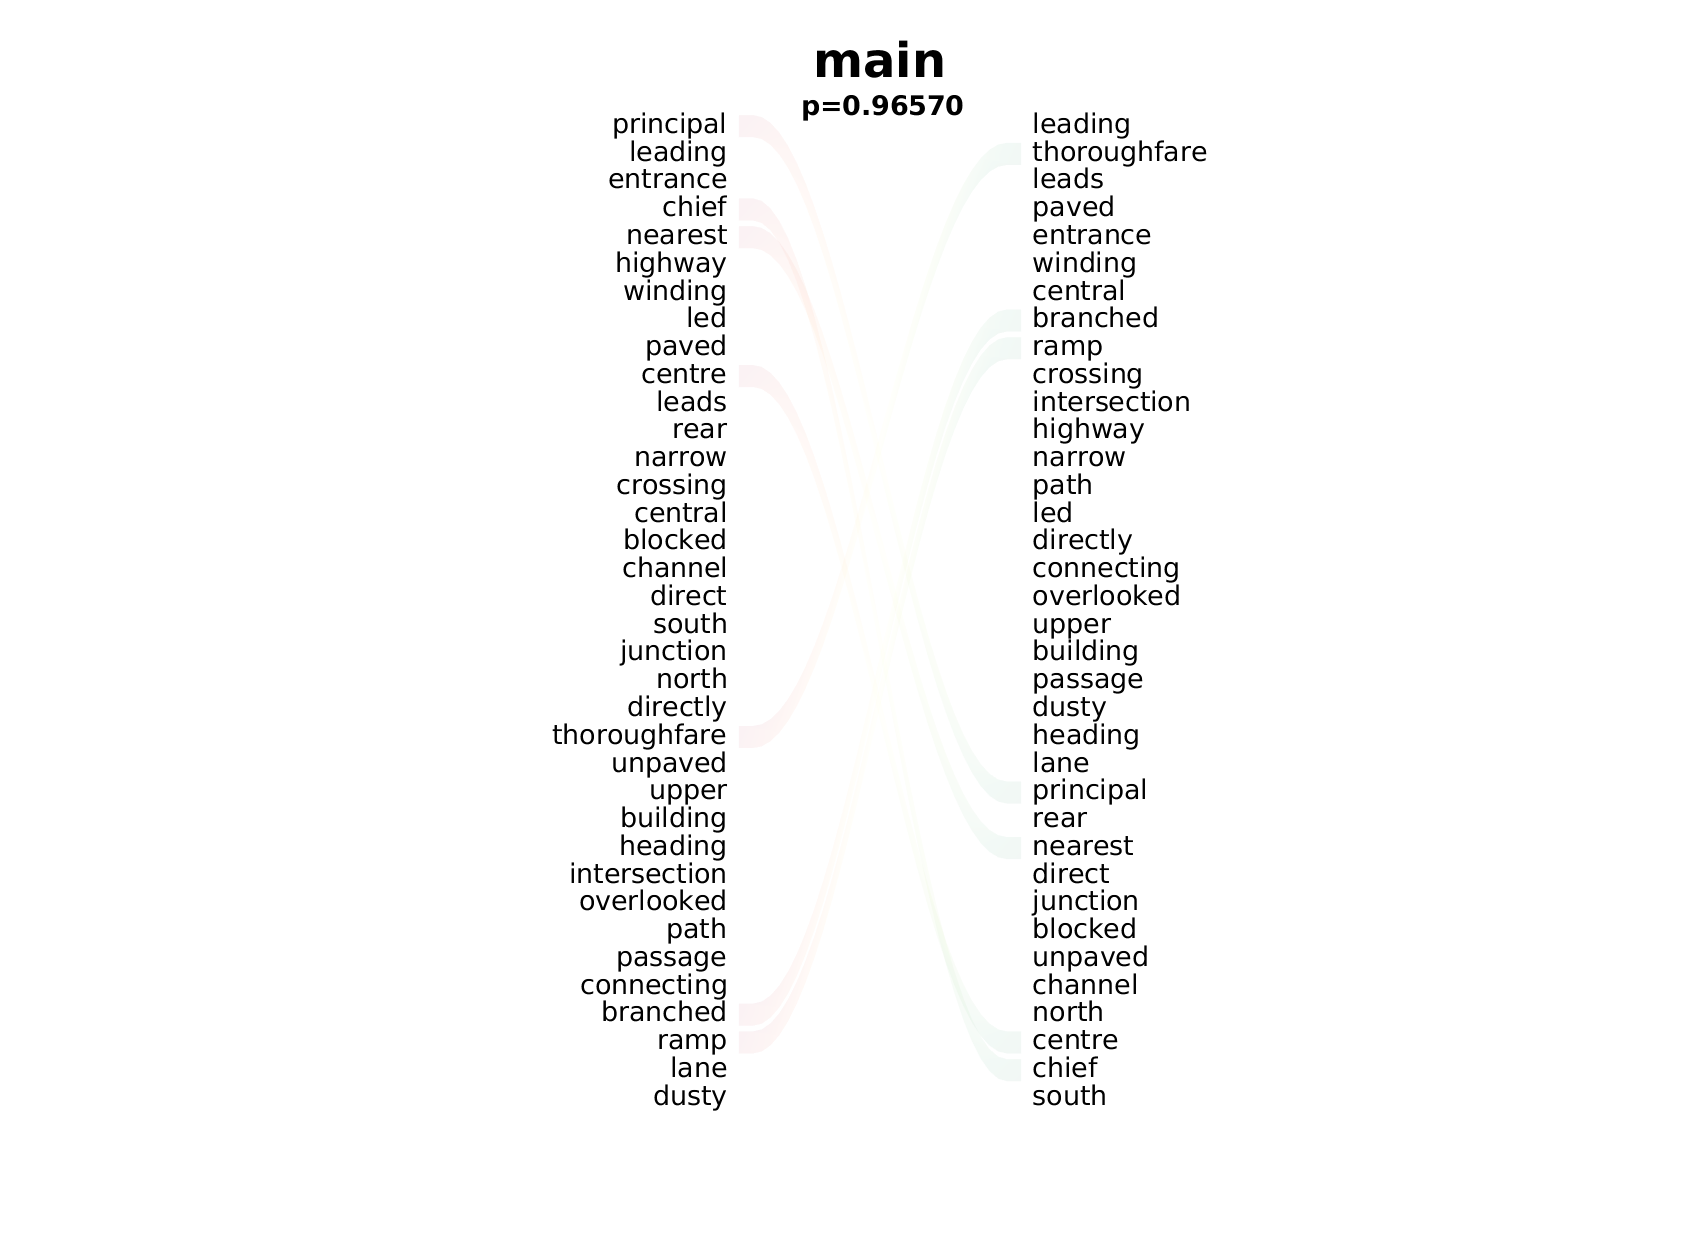 main
p=0.96570
principal leading
leading thoroughfare
entrance leads
chief paved
nearest entrance
highway winding
winding central
led branched
paved ramp
centre crossing
leads intersection
rear highway
narrow narrow
crossing path
central led
blocked directly
channel connecting
direct overlooked
south upper
junction building
north passage
directly dusty
thoroughfare heading
unpaved lane
upper principal
building rear
heading nearest
intersection direct
overlooked junction
path blocked
passage unpaved
connecting channel
branched north
ramp centre
lane chief
dusty south